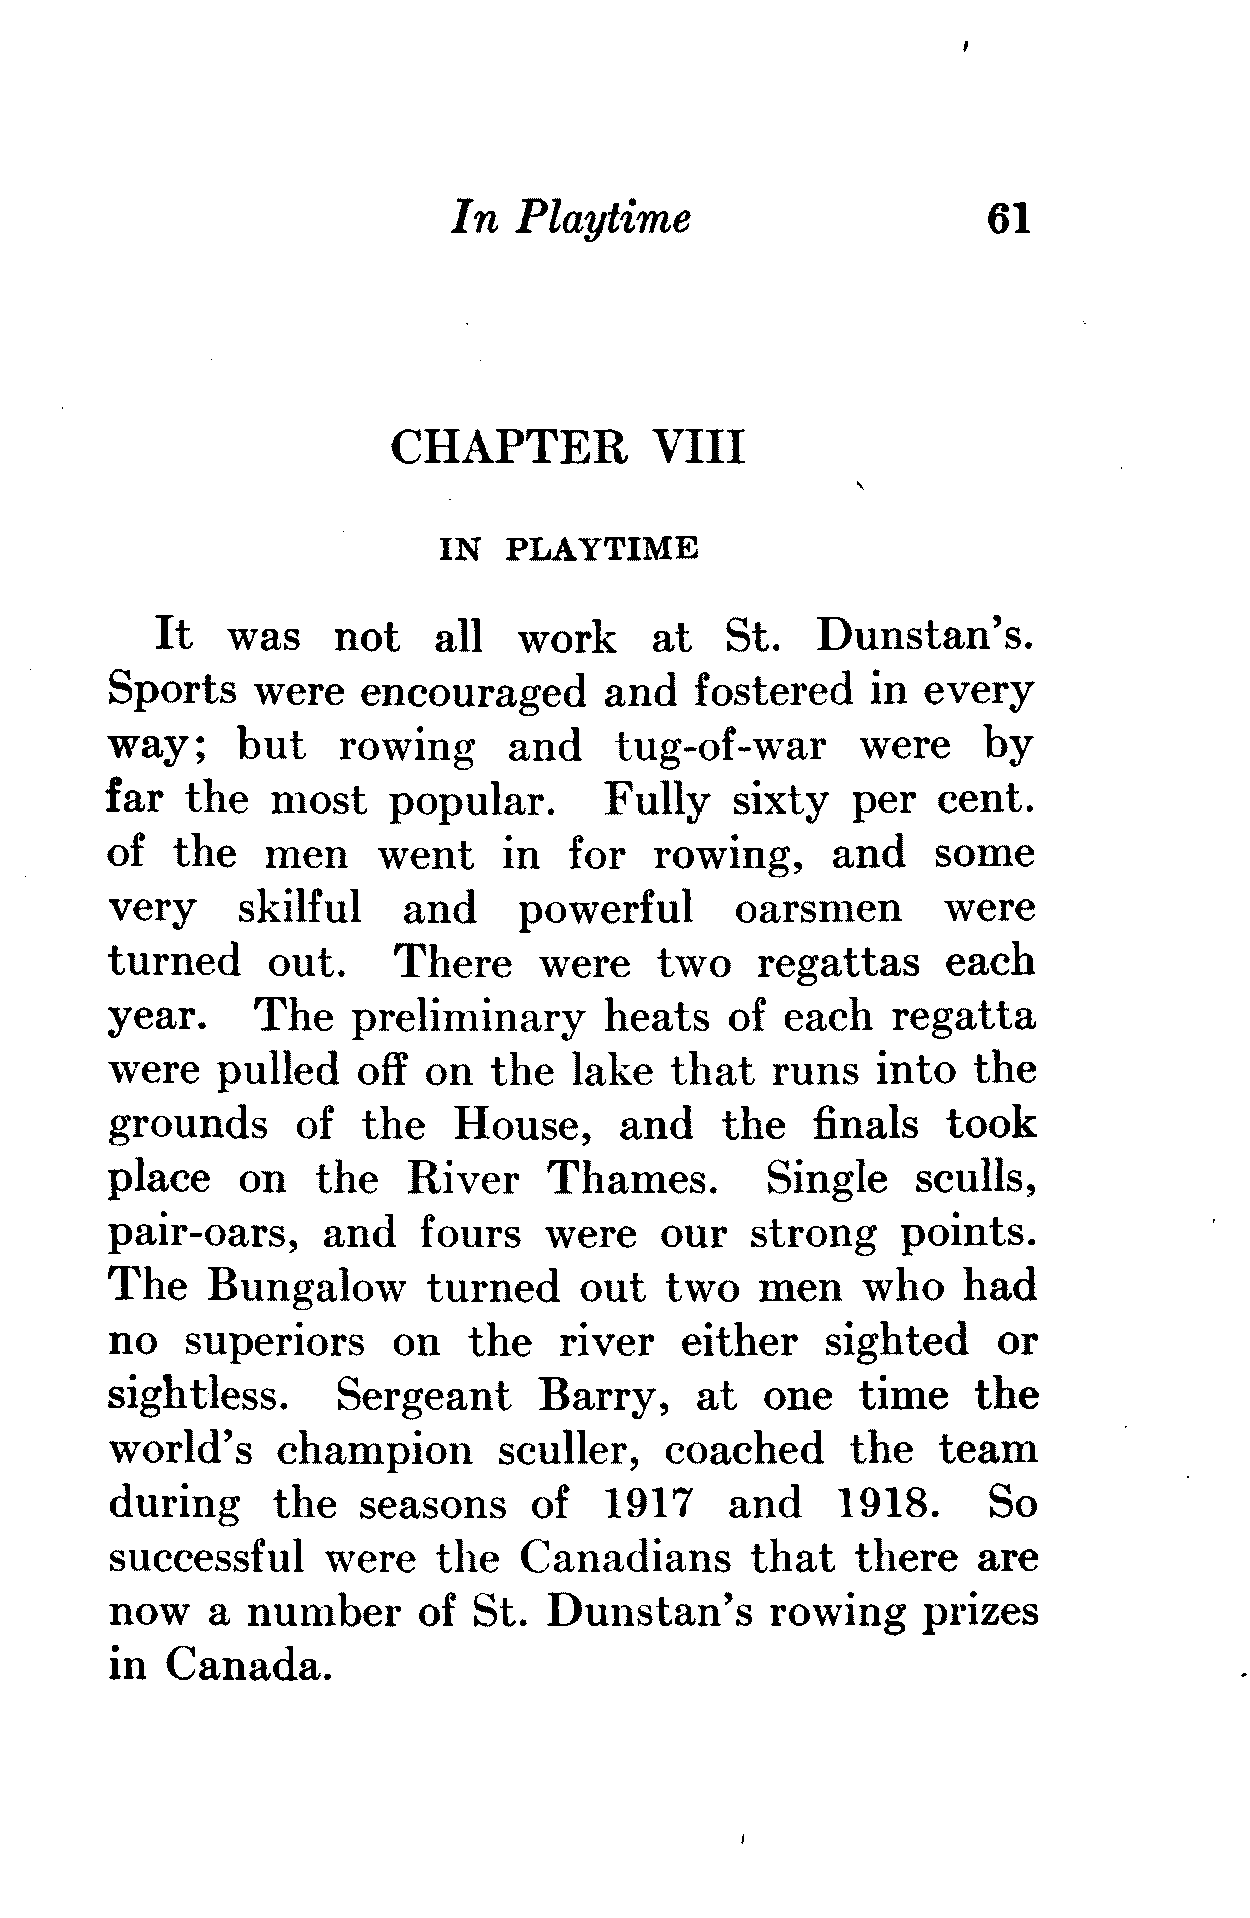 In Playtime 61
CHAPTER VIII
IN PLAYTIME
It was not all work at St. Dunstan's.
Sports were encouraged and fostered in every
way; but rowing and tug-of-war were by
far the most popular. Fully sixty per cent.
of the men went in for rowing, and some
very skilful and powerful oarsmen were
turned out. There were two regattas each
year. The preliminary heats of each regatta
were pulled off on the lake that runs into the
grounds of the House, and the finals took
place on the River Thames. Single sculls,
pair-oars, and fours were our strong points.
The Bungalow turned out two men who had
no superiors on the river either sighted or
sightless. Sergeant Barry, at one time the
world's champion sculler, coached the team
during the seasons of 1917 and 1918. So
successful were the Canadians that there are
now a number of St. Dunstan's rowing prizes
in Canada.